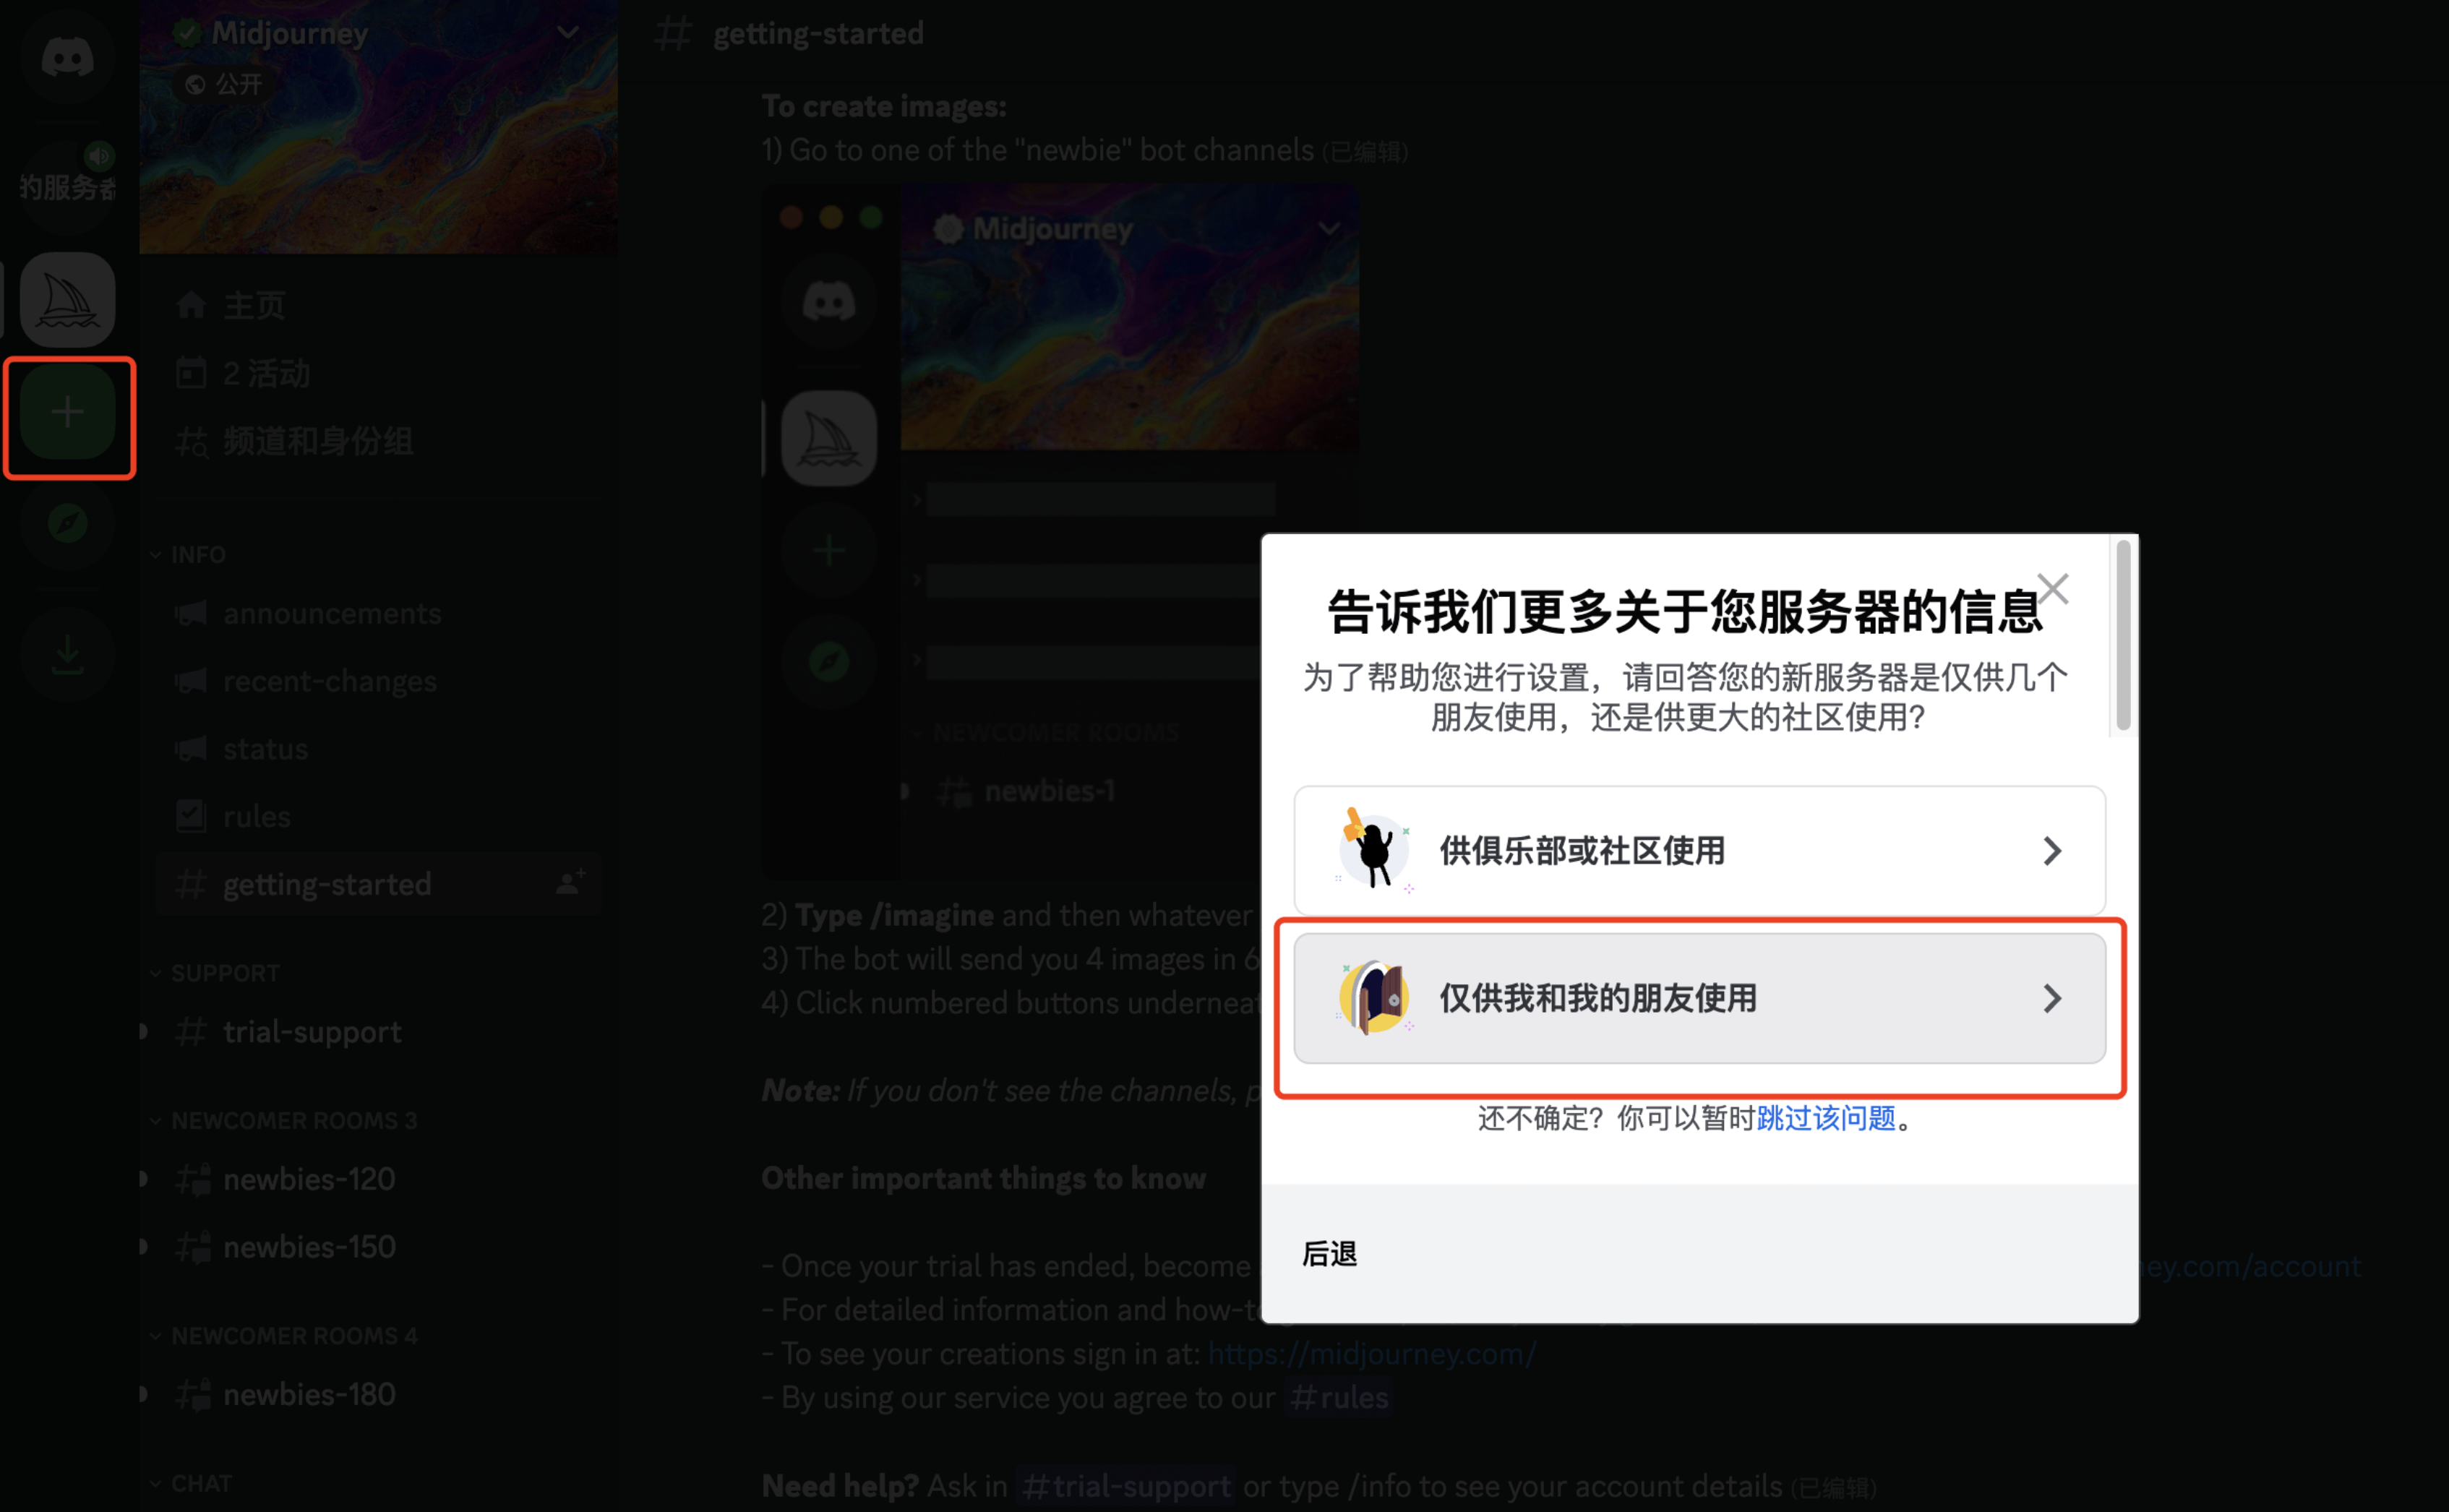 Midjourney
公开
的服务器
主页
2 活动
频道和身份组
INFO
announcements
recent-changes
status
rules
getting-started
SUPPORT
trial-support
NEWCOMER ROOMS 3
newbies-120
newbies-150
NEWCOMER ROOMS 4
newbies-180
CHAT
getting-started
To create images:
1) Go to one of the "newbie" bot channels (已编辑)
Midjourney
NEWCOMER ROOMS
newbies-1
2) Type /imagine and then whatever
3) The bot will send you 4 images in 6
4) Click numbered buttons underneat
Note: If you don't see the channels, p
Other important things to know
- Once your trial has ended, become ney.com/account
- For detailed information and how-to
- To see your creations sign in at: https://midjourney.com/
- By using our service you agree to our #rules
Need help? Ask in #trial-support or type /info to see your account details (已编辑)
告诉我们更多关于您服务器的信息
为了帮助您进行设置，请回答您的新服务器是仅供几个
朋友使用，还是供更大的社区使用？
供俱乐部或社区使用
仅供我和我的朋友使用
还不确定？你可以暂时跳过该问题。
后退